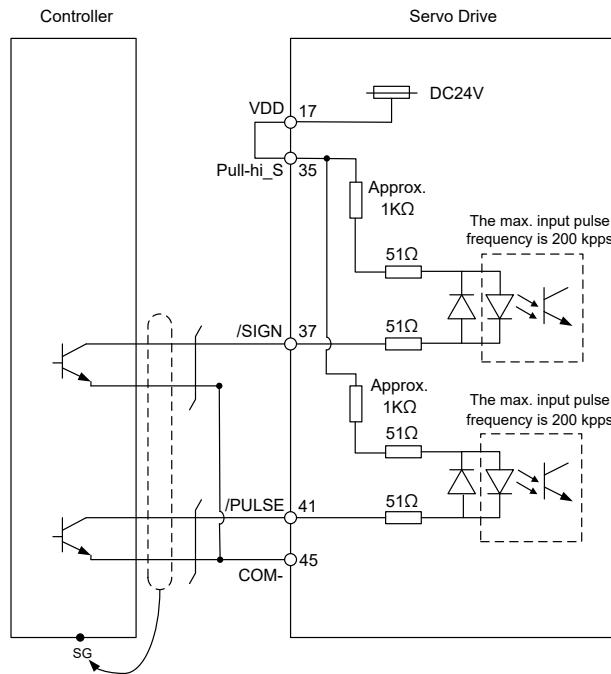 Controller
Servo Drive
DC24V
VDD
17
Pull-hi_S
35
Approx.
1KΩ
The max. input pulse
frequency is 200 kpps
51Ω
/SIGN
37
51Ω
Approx.
1KΩ
The max. input pulse
frequency is 200 kpps
51Ω
/PULSE
41
51Ω
45
COM-
SG